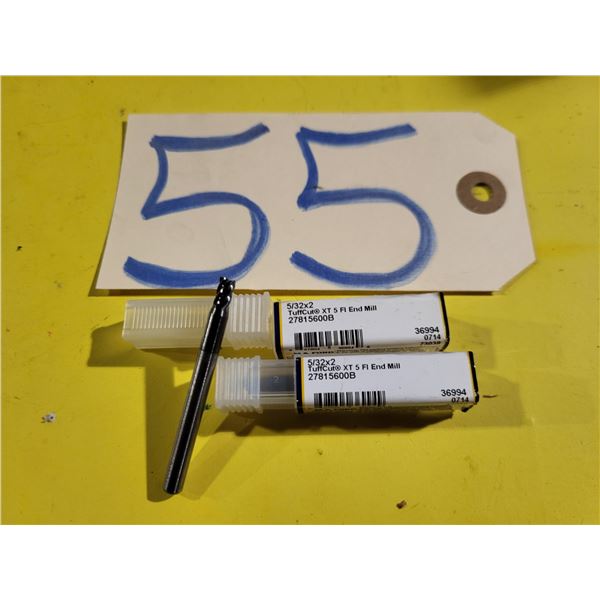 55
5/32x2
TuffCut® XT 5 Fl End Mill
27815600B
36994
0714
5/32x2
TuffCut® XT 5 Fl End Mill
27815600B
36994
0714